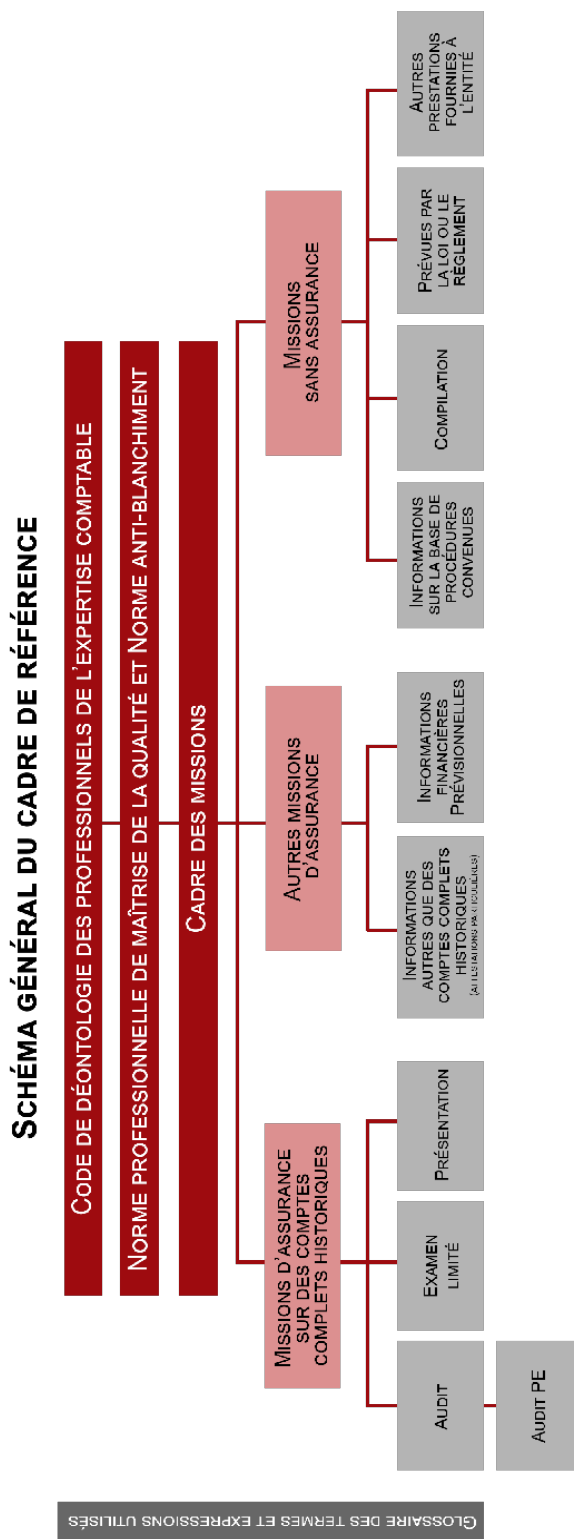 SCHÉMA GÉNÉRAL DU CADRE DE RÉFÉRENCE
CODE DE DÉONTOLOGIE DES PROFESSIONNELS DE L'EXPERTISE COMPTABLE
NORME PROFESSIONNELLE DE MAÎTRISE DE LA QUALITÉ ET NORME ANTI-BLANCHIMENT
CADRE DES MISSIONS
MISSIONS D'ASSURANCE
SUR DES COMPTES
COMPLETS HISTORIQUES
AUTRES MISSIONS
D'ASSURANCE
MISSIONS
SANS ASSURANCE
AUDIT
EXAMEN
LIMITÉ
PRÉSENTATION
INFORMATIONS
AUTRES QUE DES
COMPTES COMPLETS
HISTORIQUES
(ATTESTATIONS PARTICULIÈRES)
INFORMATIONS
FINANCIÈRES
PRÉVISIONNELLES
INFORMATIONS
SUR LA BASE DE
PROCÉDURES
CONVENUES
COMPILATION
PRÉVUES PAR
LA LOI OU LE
RÈGLEMENT
AUTRES
PRESTATIONS
FOURNIES À
L'ENTITÉ
AUDIT PE
GLOSSAIRE DES TERMES ET EXPRESSIONS UTILISÉS